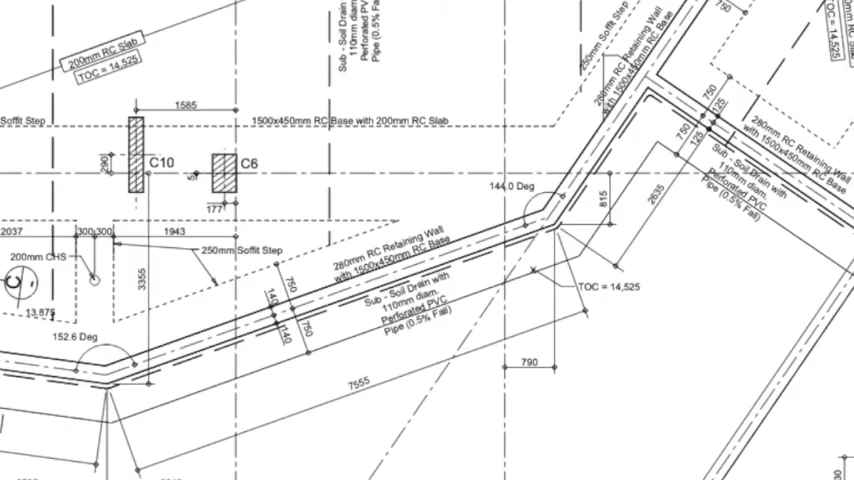 Sub - Soil Drain with
110mm diam.
Perforated PVC
Pipe (0.5% Fall)
250mm Soffit Step
280mm RC Retaining Wall
with 1500x450mm RC Base
750
TOC = 14,525
200mm RC Slab
TOC = 14,525
1585
Soffit Step
1500x450mm RC Base with 200mm RC Slab
750
125
750
125
280mm RC Retaining Wall
with 1500x450mm RC Base
290
C10
C6
5
177
144.0 Deg
815
2635
Sub - Soil Drain with
110mm diam.
Perforated PVC
Pipe (0.5% Fall)
2037
300
300
1943
200mm CHS
250mm Soffit Step
3355
C
-
13,875
280mm RC Retaining Wall
with 1500x450mm RC Base
750
140
140
750
Sub - Soil Drain with
110mm diam.
Perforated PVC
Pipe (0.5% Fall)
TOC = 14,525
152.6 Deg
790
7555